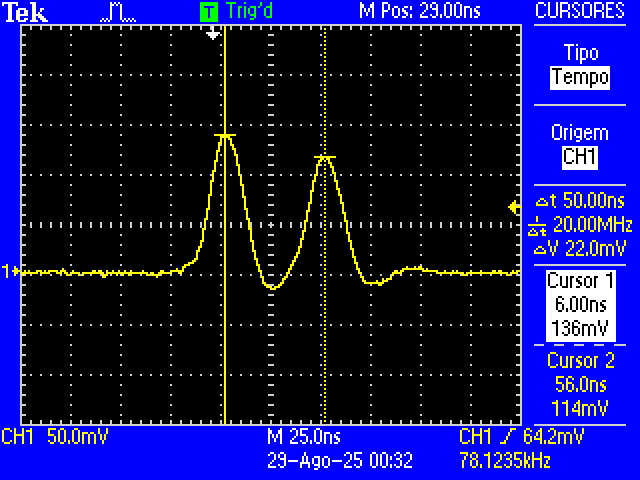 Tek
T Trig'd
M Pos: 29.00ns
CURSORES
Tipo
Tempo
Origem
CH1
Δt 50.00ns
1/Δt 20.00MHz
ΔV 22.0mV
Cursor 1
6.00ns
136mV
Cursor 2
56.0ns
114mV
1
CH1 50.0mV
M 25.0ns
CH1 64.2mV
29-Ago-25 00:32
78.1235kHz